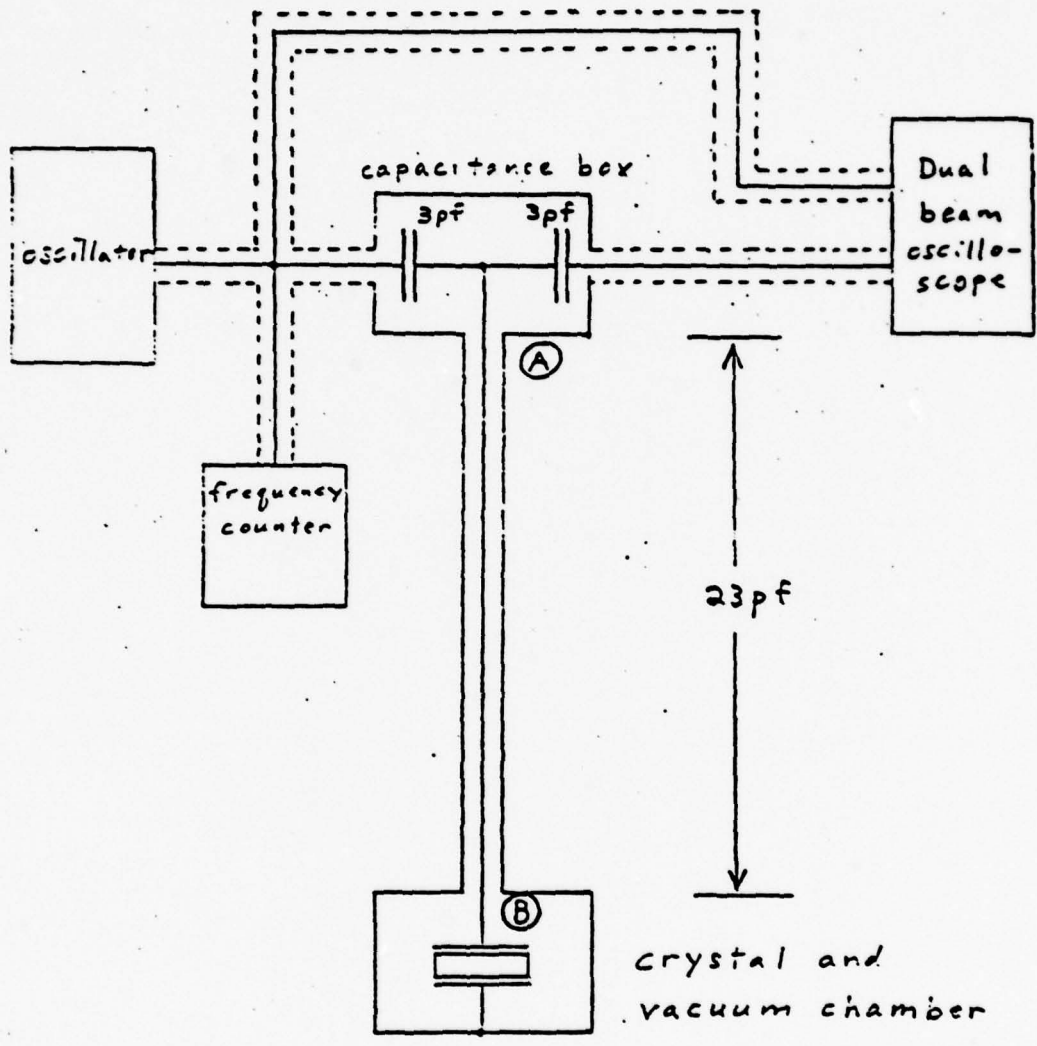 capacitance box
3pf 3pf
oscillator
Dual
beam
oscillo-
scope
A
frequency
counter
23pf
B
crystal and
vacuum chamber